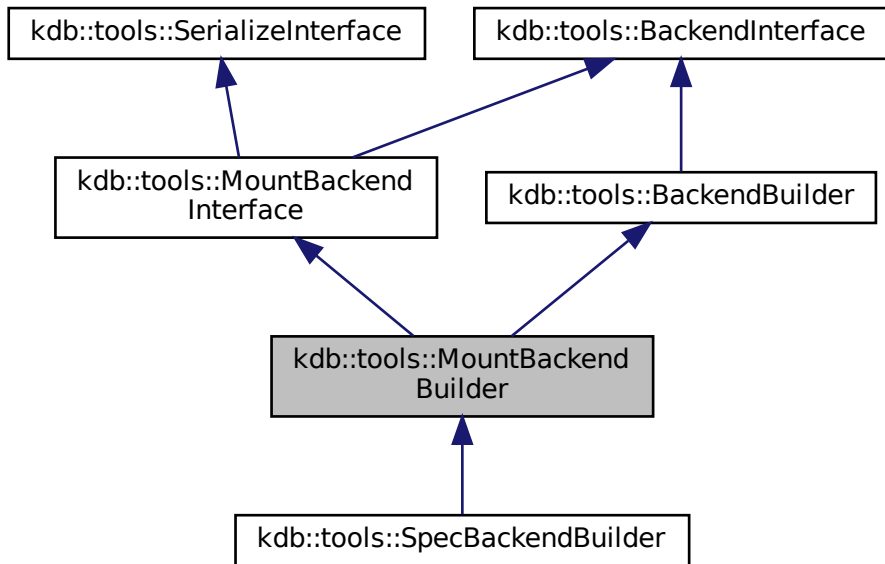 kdb::tools::SerializeInterface
kdb::tools::BackendInterface
kdb::tools::MountBackend
Interface
kdb::tools::BackendBuilder
kdb::tools::MountBackend
Builder
kdb::tools::SpecBackendBuilder